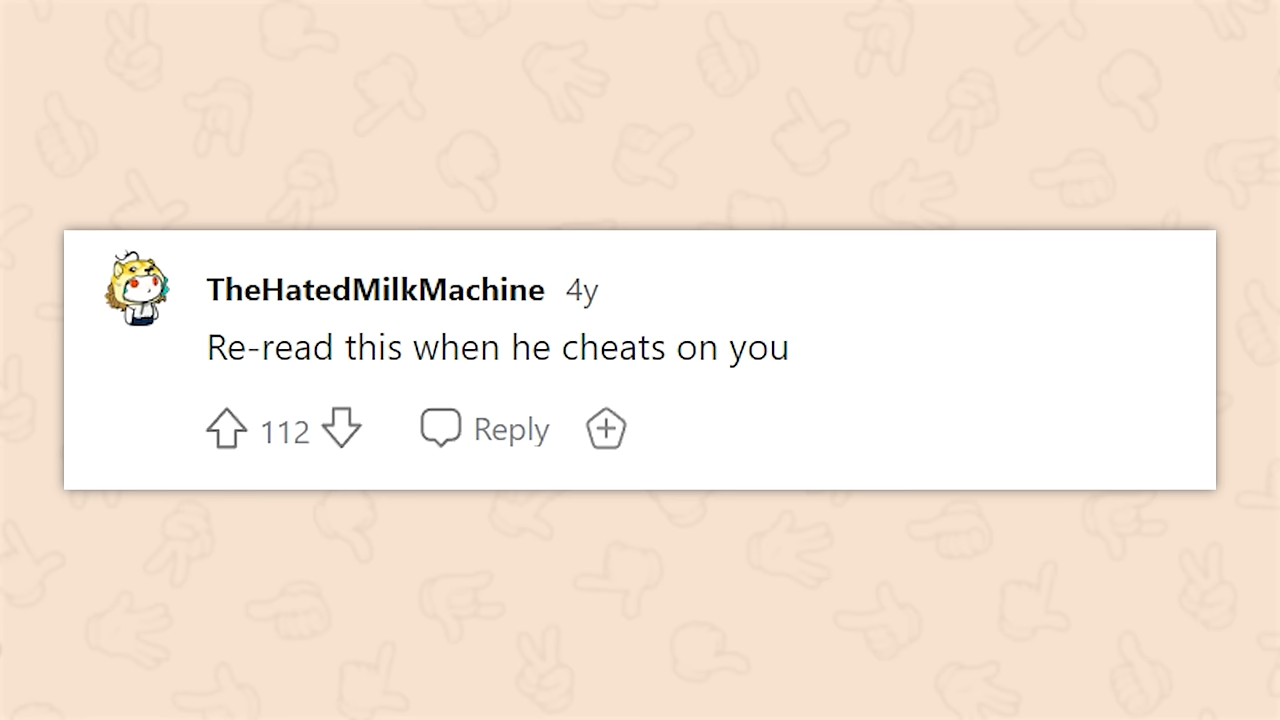 TheHatedMilkMachine 4y
Re-read this when he cheats on you
112 Reply